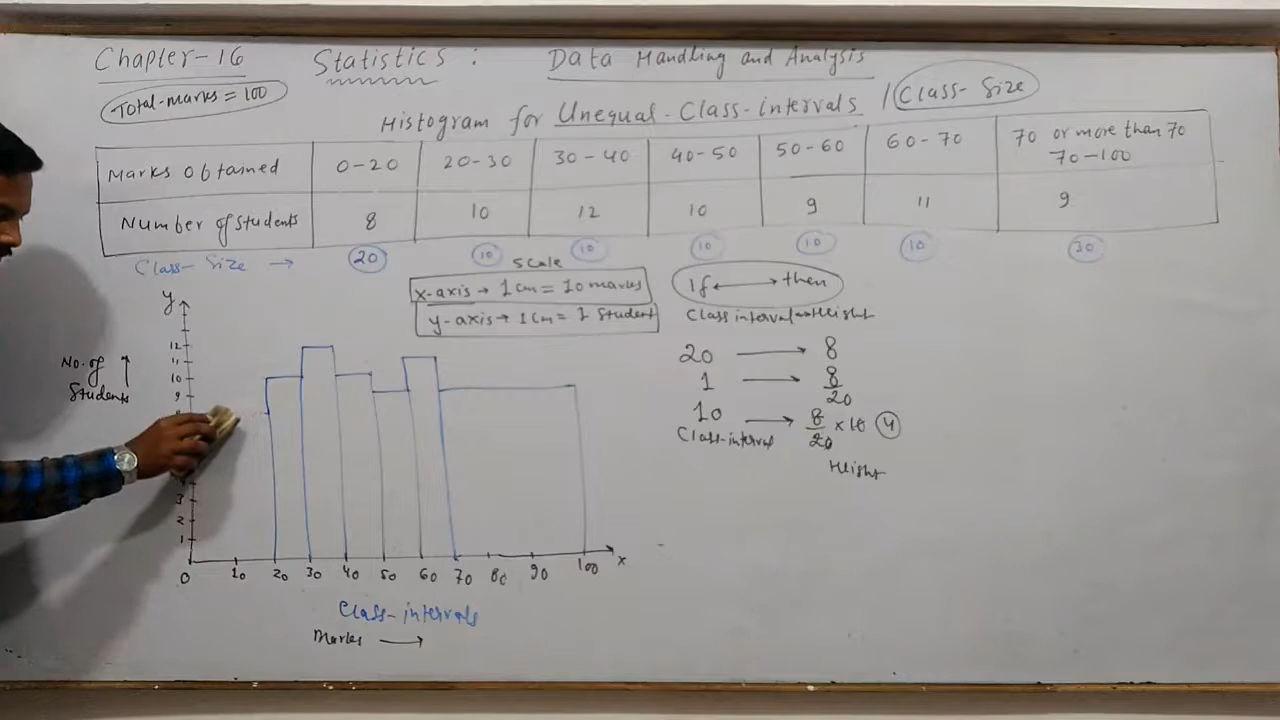 Chapter-16 Statistics : Data Handling and Analysis
Total-marks = 100
Histogram for Unequal-Class-intervals / Class-Size
Marks Obtained 0-20 20-30 30-40 40-50 50-60 60-70 70 or more than 70
70-100
Number of students 8 10 12 10 9 11 9
Class-Size → 20 10 10 10 10 10 30
Scale
x-axis → 1 cm = 10 marks
y-axis → 1 cm = 1 Student
If ↔ then
Class interval → Height
20 → 8
1 → 8/20
10 → 8/20 × 10 4
Class-interval
Height
y
No. of
Students
12
11
10
9
3
2
1
0 10 20 30 40 50 60 70 80 90 100 x
Class-intervals
Marks →